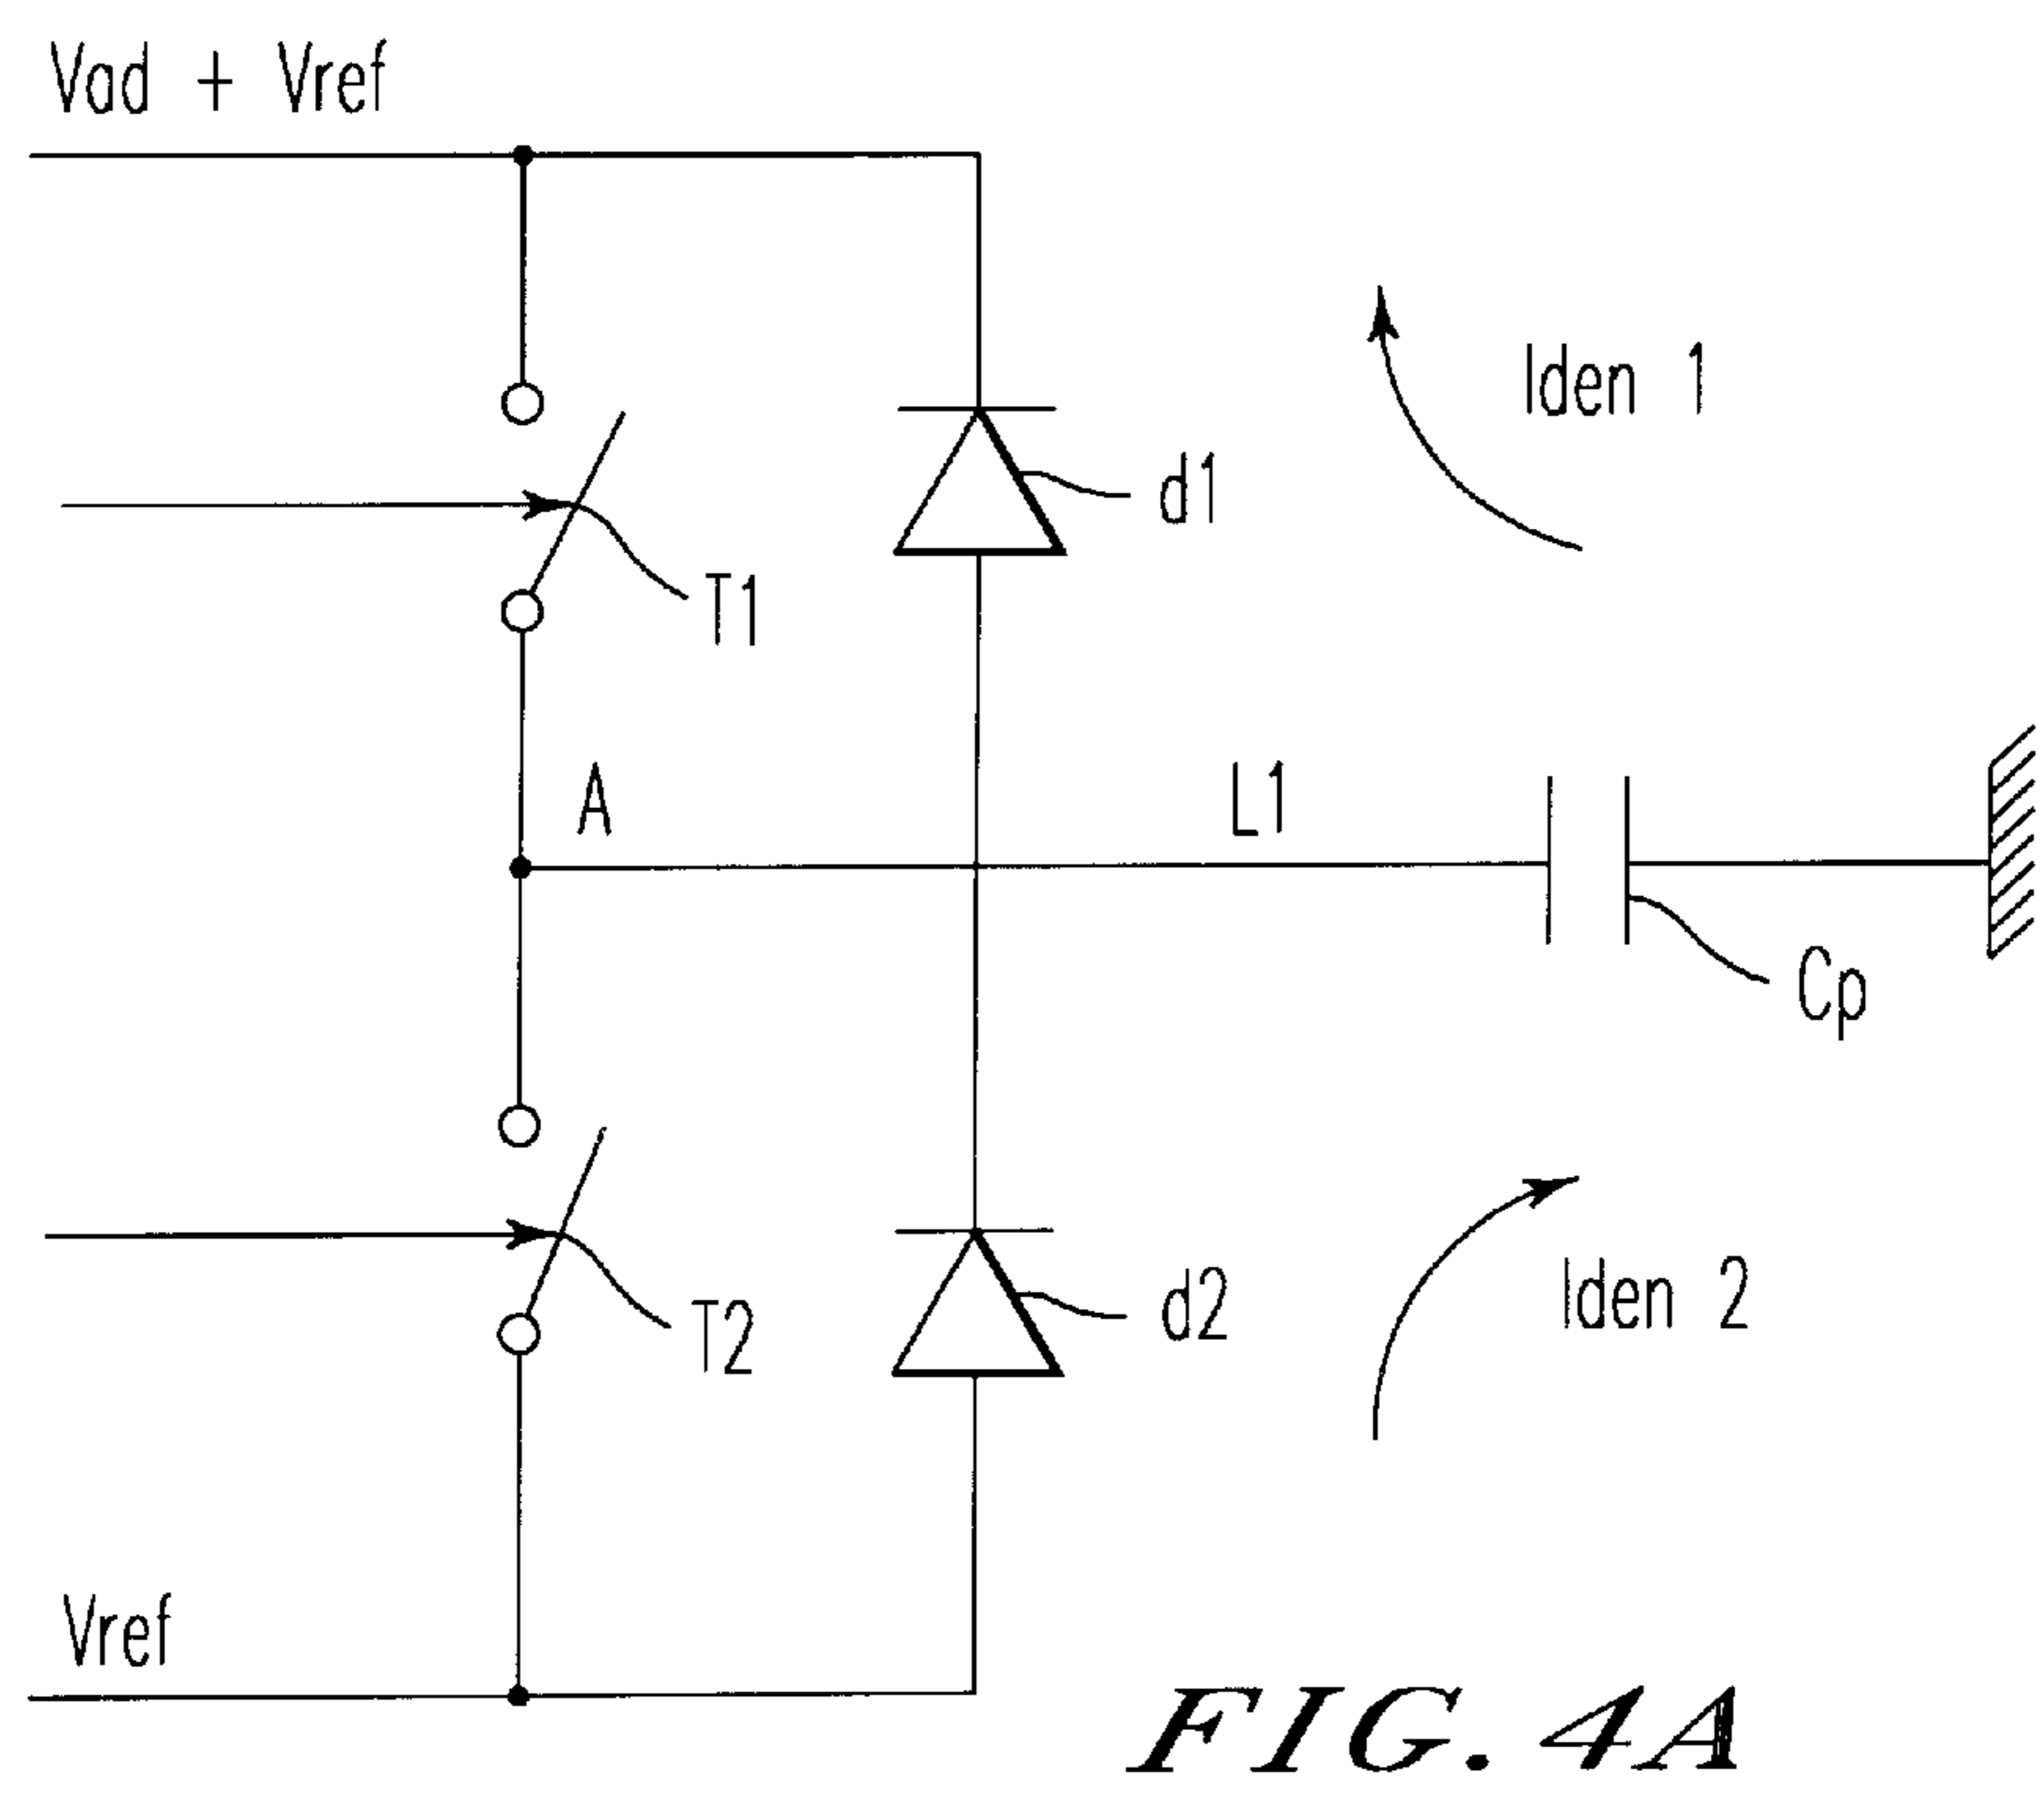 Vad + Vref
Iden 1
d1
T1
A
L1
Cp
Iden 2
d2
T2
Vref
FIG. 4A